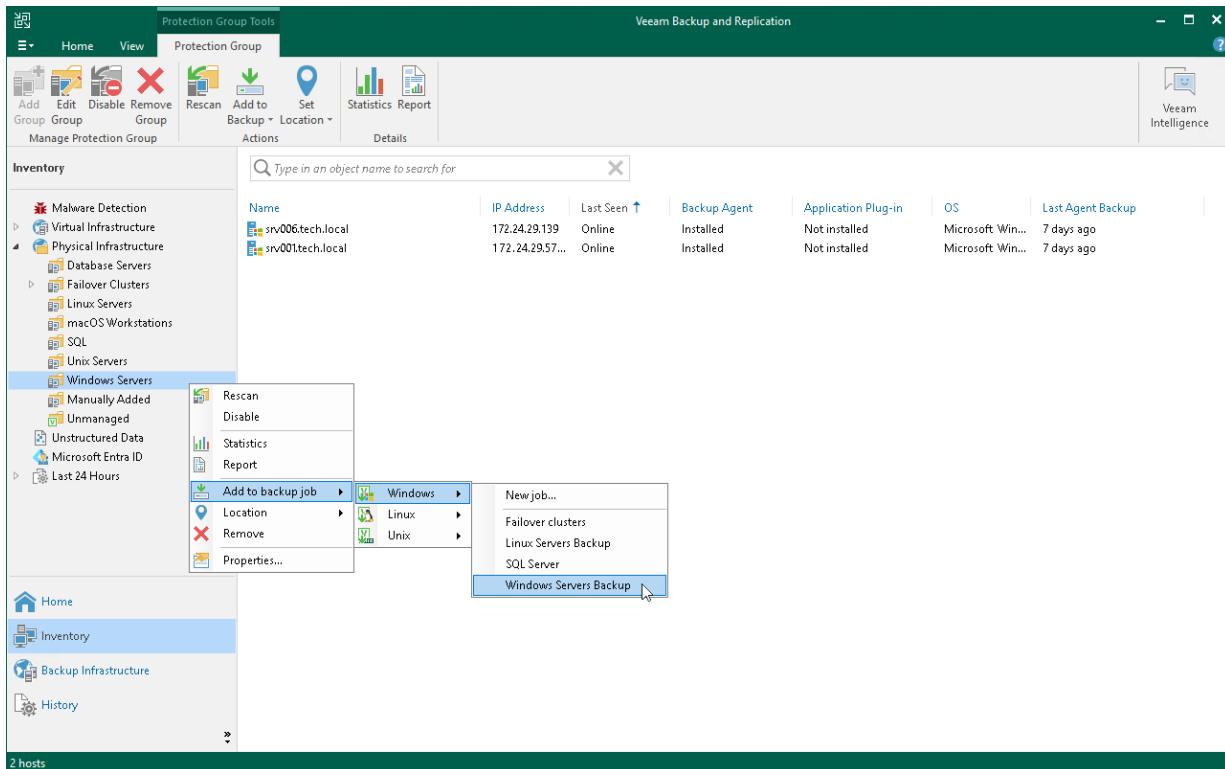 Protection Group Tools
Veeam Backup and Replication
Home View Protection Group
Add Group
Edit Group
Disable
Remove Group
Rescan
Add to Backup
Set Location
Statistics
Report
Manage Protection Group
Actions
Details
Veeam Intelligence
Inventory
Type in an object name to search for
Malware Detection
Virtual Infrastructure
Physical Infrastructure
Database Servers
Failover Clusters
Linux Servers
macOS Workstations
SQL
Unix Servers
Windows Servers
Manually Added
Unmanaged
Unstructured Data
Microsoft Entra ID
Last 24 Hours
Name IP Address Last Seen Backup Agent Application Plug-in OS Last Agent Backup
srv006.tech.local 172.24.29.139 Online Installed Not installed Microsoft Win... 7 days ago
srv001.tech.local 172.24.29.57... Online Installed Not installed Microsoft Win... 7 days ago
Rescan
Disable
Statistics
Report
Add to backup job
Location
Remove
Properties...
Windows
Linux
Unix
New job...
Failover clusters
Linux Servers Backup
SQL Server
Windows Servers Backup
Home
Inventory
Backup Infrastructure
History
2 hosts